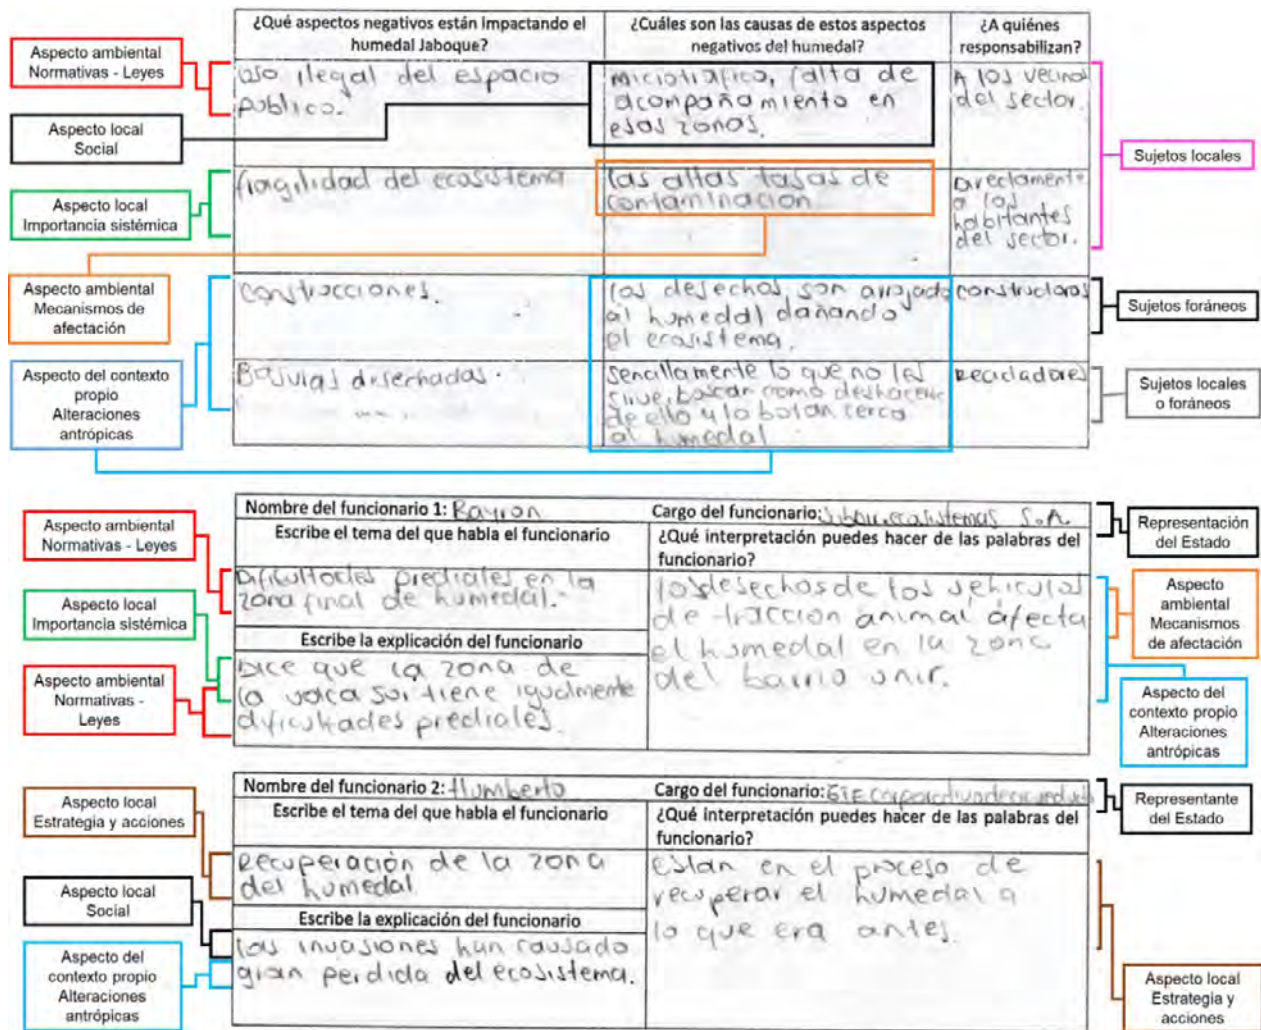 ¿Qué aspectos negativos están impactando el
humedal Jaboque?
¿Cuáles son las causas de estos aspectos
negativos del humedal?
¿A quiénes
responsabilizan?
Aspecto ambiental
Normativas - Leyes
uso ilegal del espacio
publico.
microtráfico, falta de
acompañamiento en
esas zonas.
A los vecinos
del sector.
Aspecto local
Social
Sujetos locales
Aspecto local
Importancia sistémica
fragilidad del ecosistema
las altas tasas de
contaminación
Directamente
a los
habitantes
del sector.
Aspecto ambiental
Mecanismos de
afectación
construcciones.
los desechos son arrojado
al humedal dañando
el ecosistema.
constructoras
Sujetos foráneos
Aspecto del contexto
propio
Alteraciones
antrópicas
Basuras desechadas.
sencillamente lo que no les
sirve, buscar como deshacerse
de ello y lo botan cerca
al humedal
Recicladores
Sujetos locales
o foráneos
Nombre del funcionario 1: Bayron
Cargo del funcionario: ecosistemas S.A.
Representación
del Estado
Escribe el tema del que habla el funcionario
¿Qué interpretación puedes hacer de las palabras del
funcionario?
Aspecto ambiental
Normativas - Leyes
Dificultades prediales en la
zona final de humedal.
los desechos de los vehiculos
de traccion animal afecta
el humedal en la zona
del barrio unir.
Aspecto
ambiental
Mecanismos
de afectación
Aspecto local
Importancia sistémica
Escribe la explicación del funcionario
Aspecto ambiental
Normativas -
Leyes
Dice que la zona de
la sur tiene igualmente
dificultades prediales.
Aspecto del
contexto propio
Alteraciones
antrópicas
Nombre del funcionario 2: Humberto
Cargo del funcionario:
Representante
del Estado
Escribe el tema del que habla el funcionario
¿Qué interpretación puedes hacer de las palabras del
funcionario?
Aspecto local
Estrategia y acciones
Recuperación de la zona
del humedal
estan en el proceso de
recuperar el humedal a
lo que era antes.
Aspecto local
Social
Escribe la explicación del funcionario
Aspecto del
contexto propio
Alteraciones
antrópicas
las invasiones han causado
gran perdida del ecosistema.
Aspecto local
Estrategia y
acciones